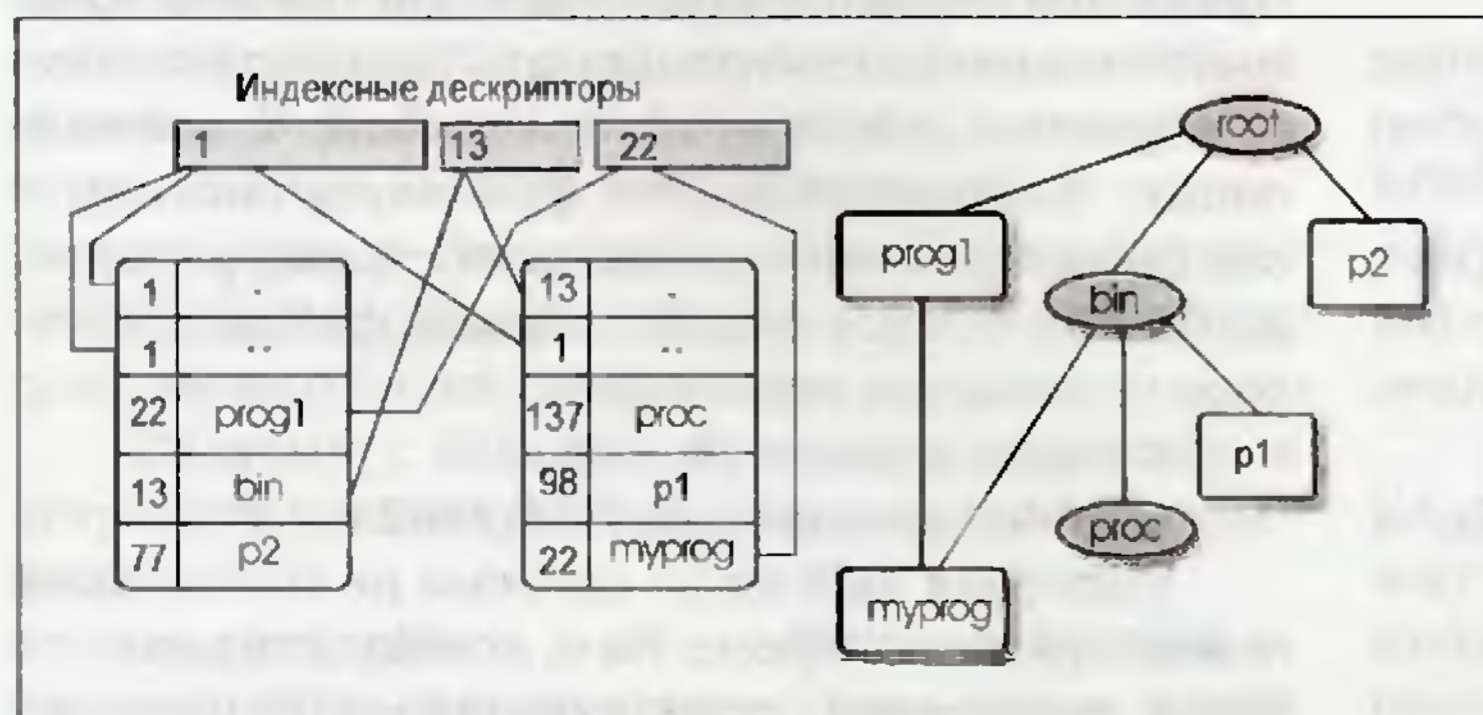 Индексные дескрипторы
1 13 22
1 .
1 ..
22 prog1
13 bin
77 p2
13 .
1 ..
137 proc
98 p1
22 myprog
root
prog1
bin
p2
p1
proc
myprog